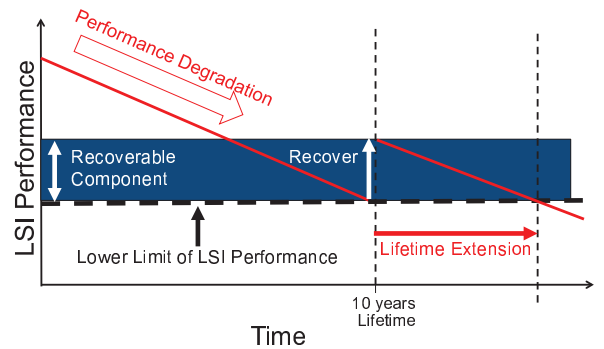 Performance Degradation
LSI Performance
Recoverable
Component
Recover
Lower Limit of LSI Performance
Lifetime Extension
10 years
Lifetime
Time